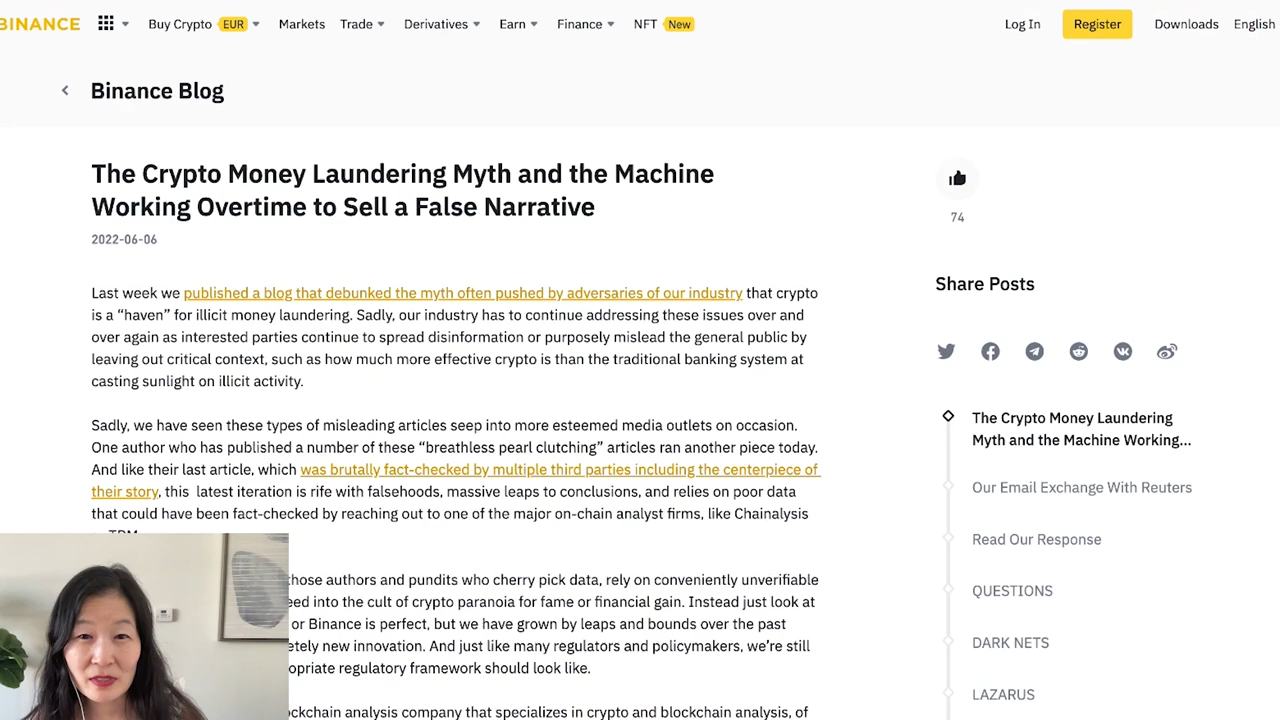 BINANCE
Buy Crypto EUR Markets Trade Derivatives Earn Finance NFT New Log In Register Downloads English
Binance Blog
The Crypto Money Laundering Myth and the Machine
Working Overtime to Sell a False Narrative
2022-06-06
Last week we published a blog that debunked the myth often pushed by adversaries of our industry that crypto
is a “haven” for illicit money laundering. Sadly, our industry has to continue addressing these issues over and
over again as interested parties continue to spread disinformation or purposely mislead the general public by
leaving out critical context, such as how much more effective crypto is than the traditional banking system at
casting sunlight on illicit activity.
Sadly, we have seen these types of misleading articles seep into more esteemed media outlets on occasion.
One author who has published a number of these “breathless pearl clutching” articles ran another piece today.
And like their last article, which was brutally fact-checked by multiple third parties including the centerpiece of
their story, this latest iteration is rife with falsehoods, massive leaps to conclusions, and relies on poor data
that could have been fact-checked by reaching out to one of the major on-chain analyst firms, like Chainalysis
those authors and pundits who cherry pick data, rely on conveniently unverifiable
into the cult of crypto paranoia for fame or financial gain. Instead just look at
or Binance is perfect, but we have grown by leaps and bounds over the past
new innovation. And just like many regulators and policymakers, we’re still
regulatory framework should look like.
analysis company that specializes in crypto and blockchain analysis, of
74
Share Posts
The Crypto Money Laundering
Myth and the Machine Working...
Our Email Exchange With Reuters
Read Our Response
QUESTIONS
DARK NETS
LAZARUS